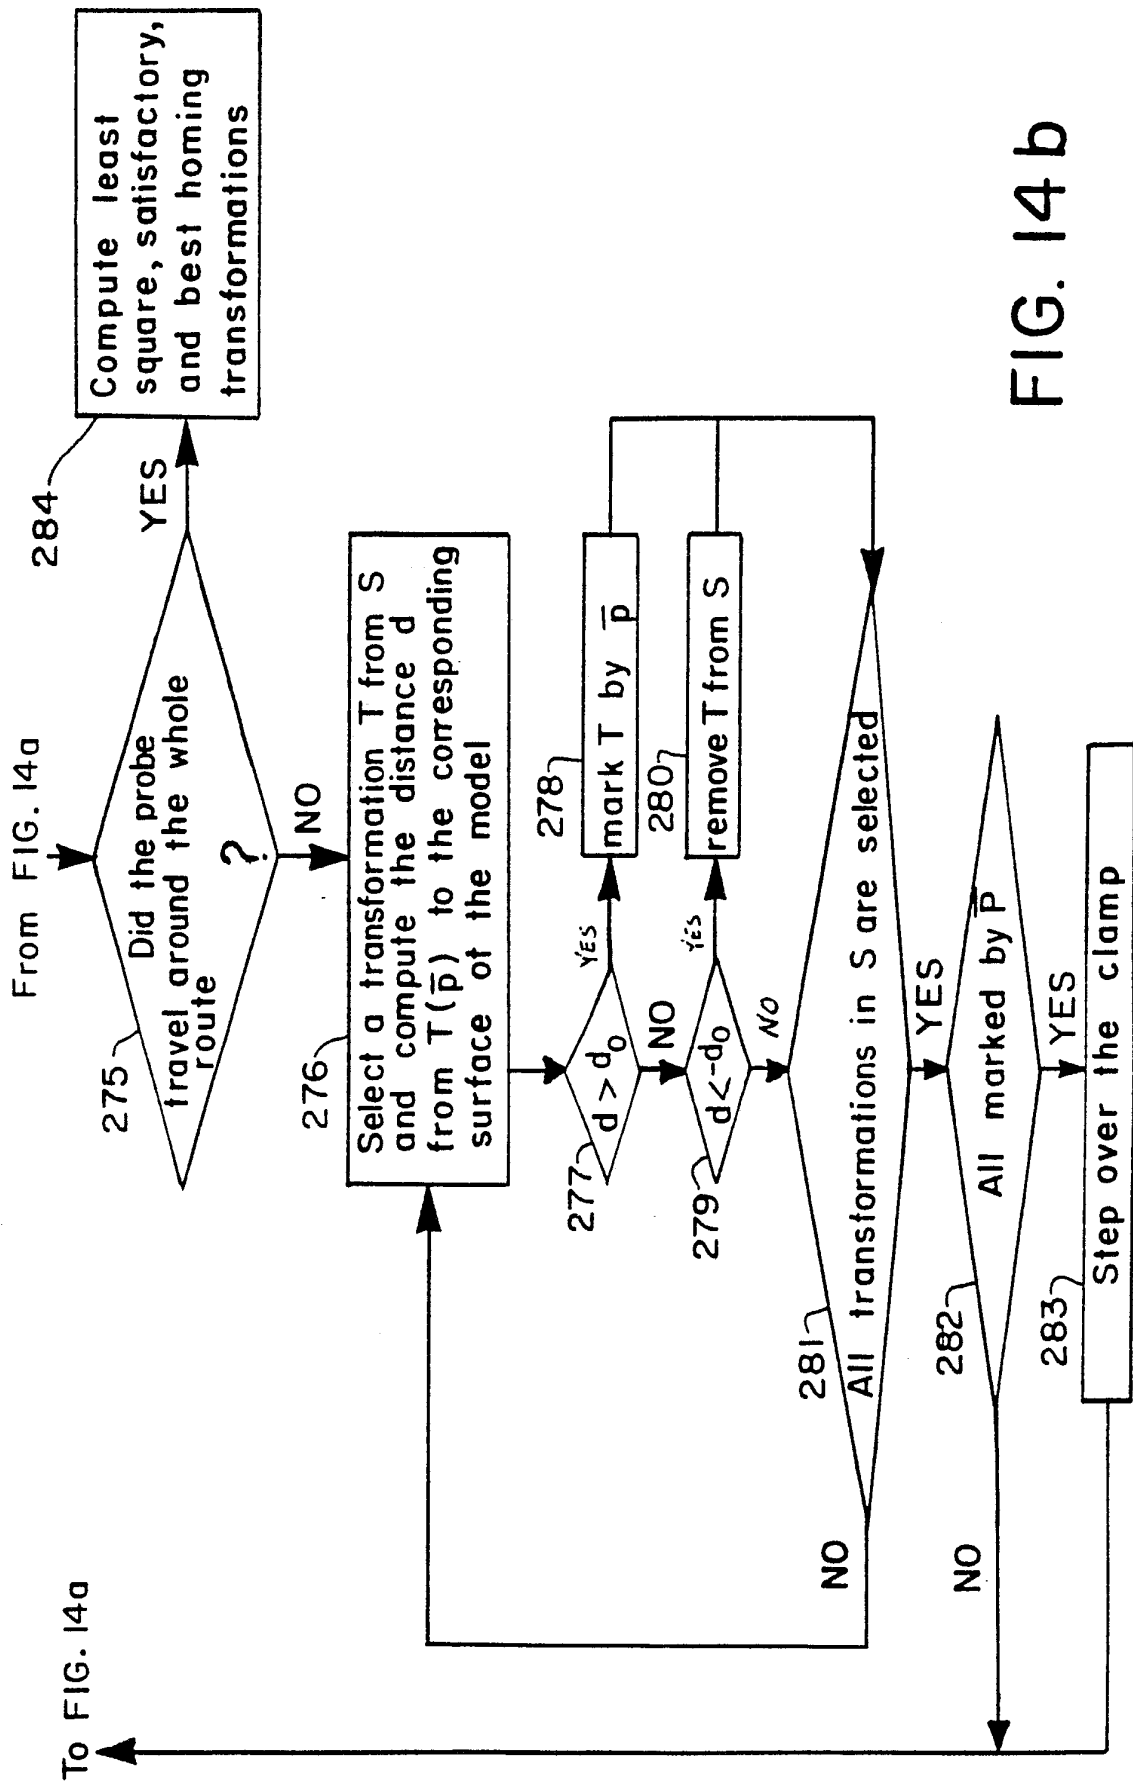 From FIG. 14a
275
Did the probe
travel around the whole
route
?
YES
284
Compute least
square, satisfactory,
and best homing
transformations
NO
276
Select a transformation T from S
and compute the distance d
from T(p̅) to the corresponding
surface of the model
277
d > d₀
YES
278
mark T by p̅
NO
279
d < -d₀
YES
280
remove T from S
NO
281
All transformations in S are selected
NO
YES
282
All marked by P̅
NO
YES
283
Step over the clamp
To FIG. 14a
FIG. 14b